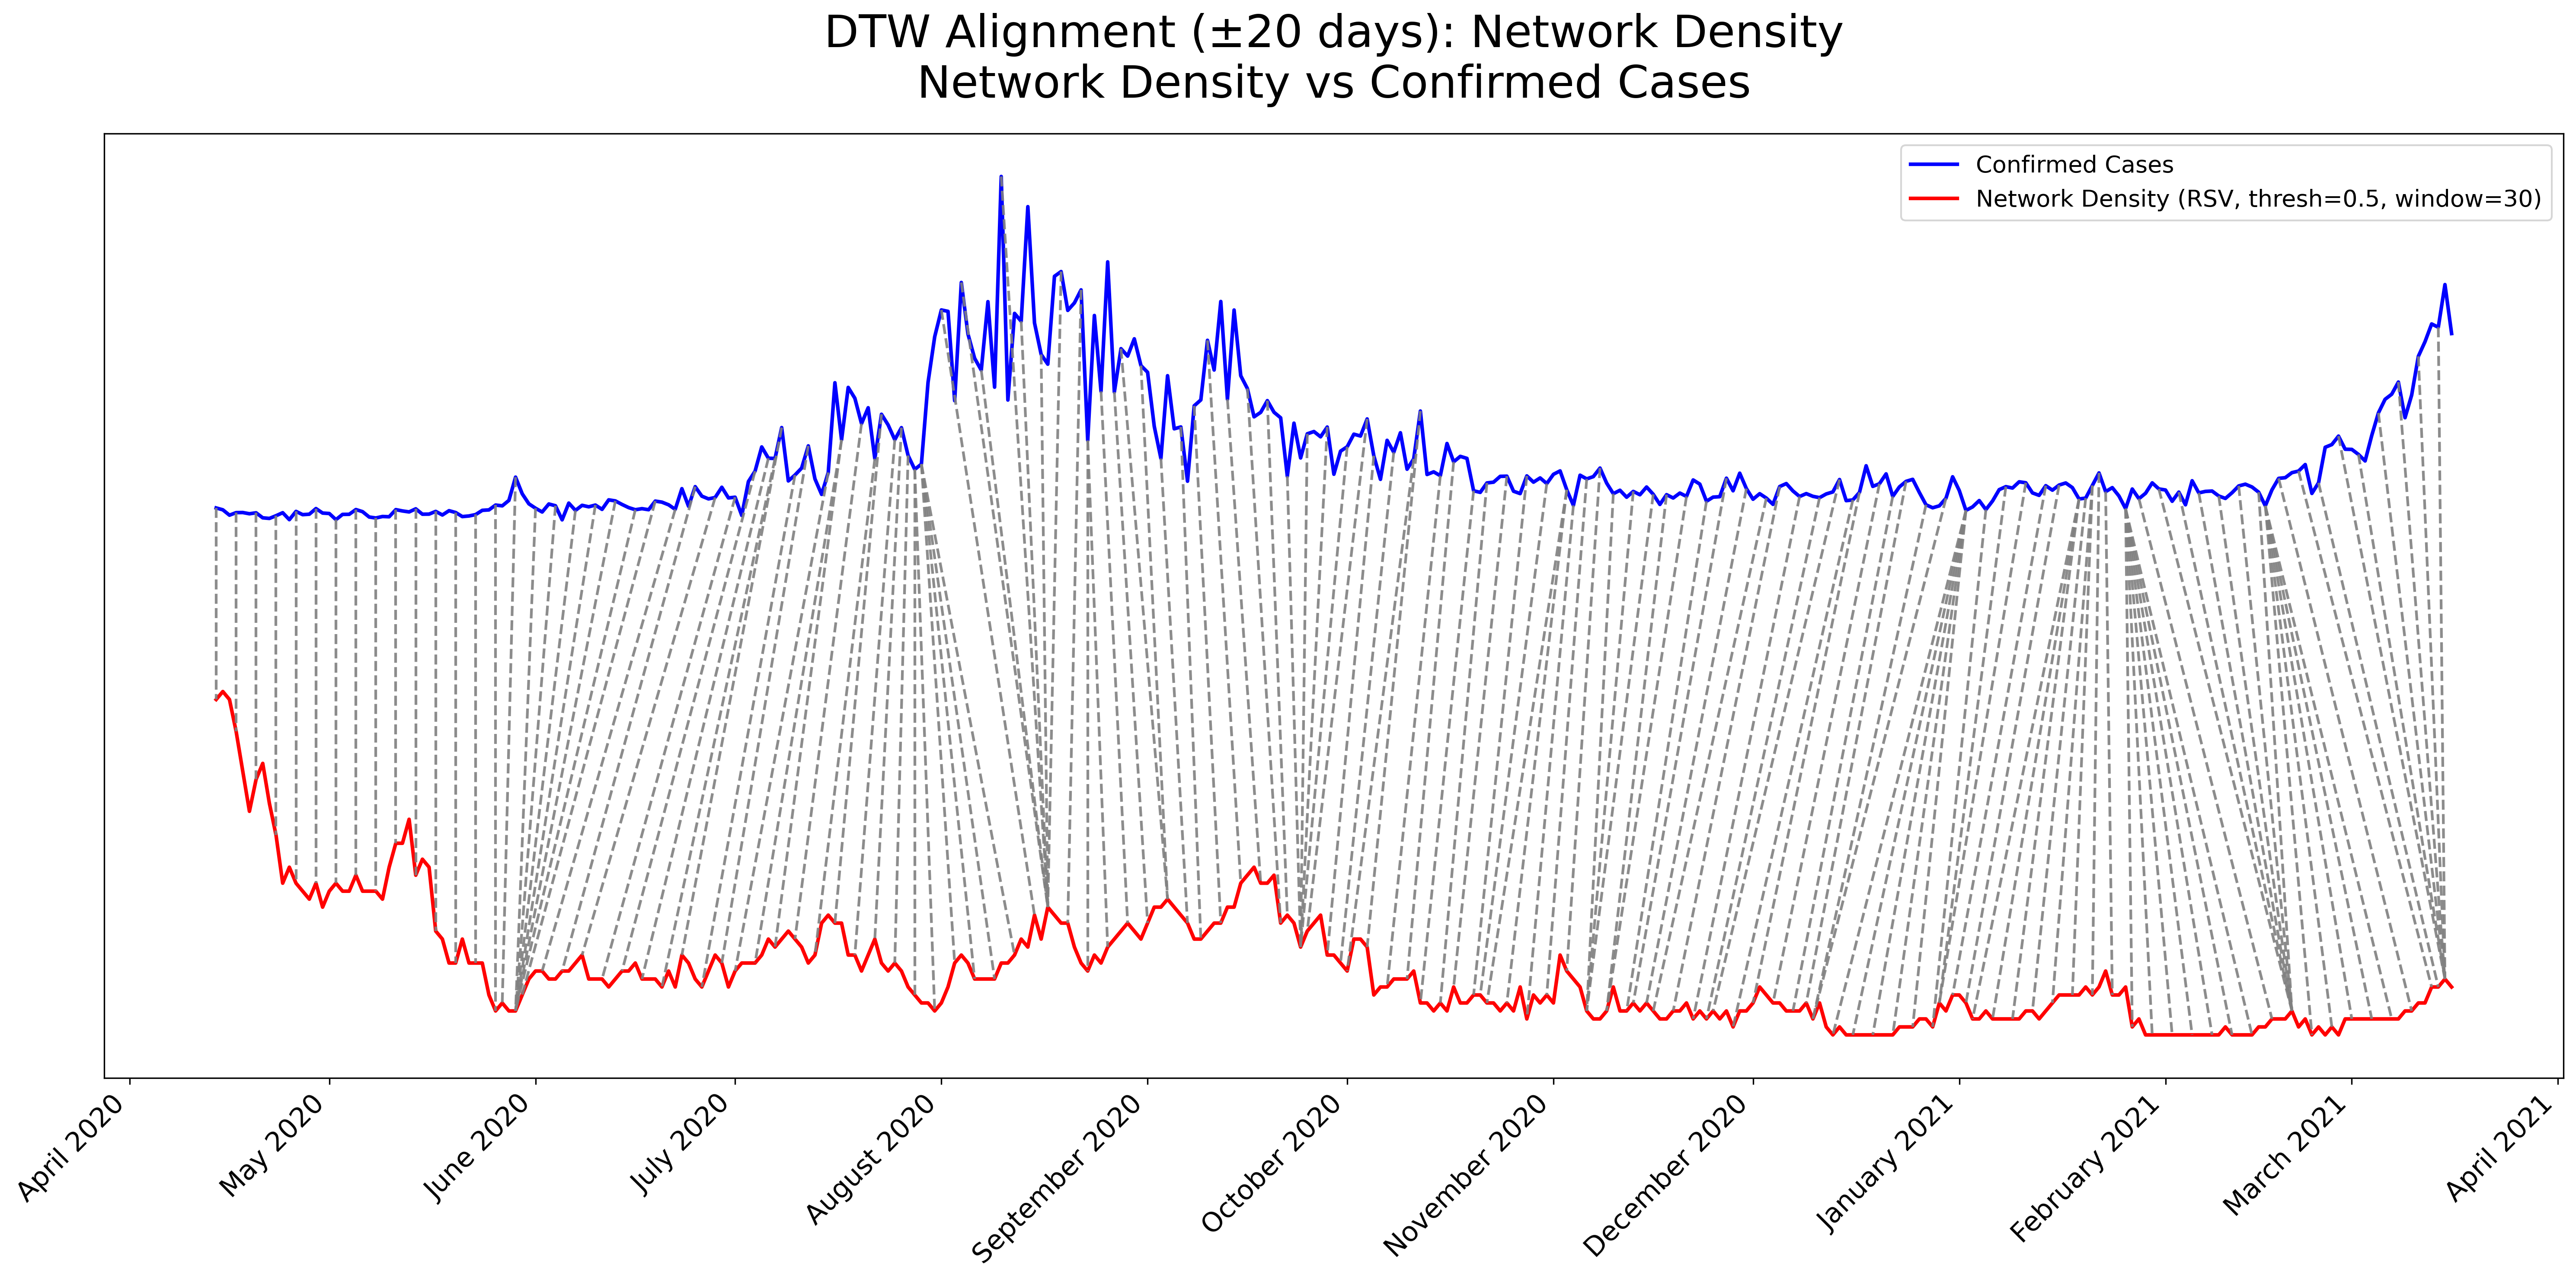 DTW Alignment (±20 days): Network Density
Network Density vs Confirmed Cases
Confirmed Cases
Network Density (RSV, thresh=0.5, window=30)
April 2020
May 2020
June 2020
July 2020
August 2020
September 2020
October 2020
November 2020
December 2020
January 2021
February 2021
March 2021
April 2021